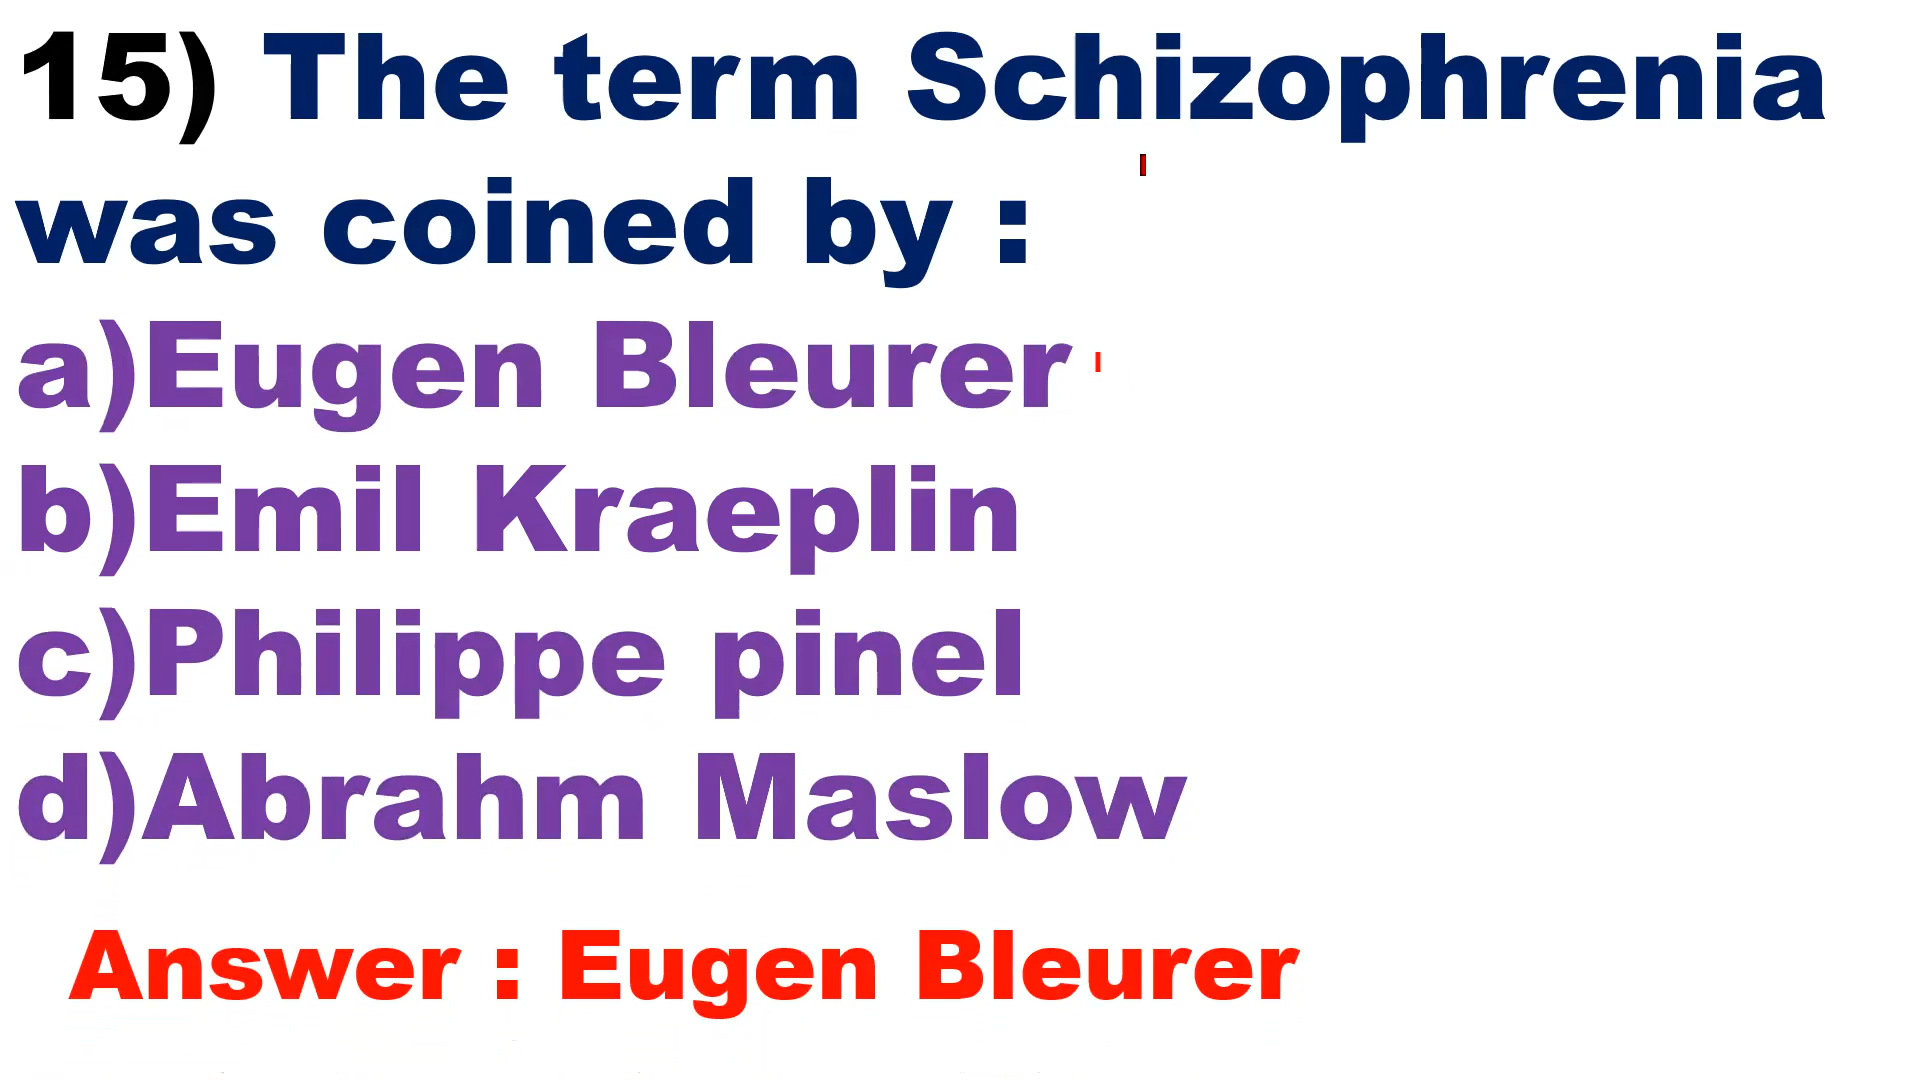 15) The term Schizophrenia
was coined by :
a)Eugen Bleurer
b)Emil Kraeplin
c)Philippe pinel
d)Abrahm Maslow
Answer : Eugen Bleurer